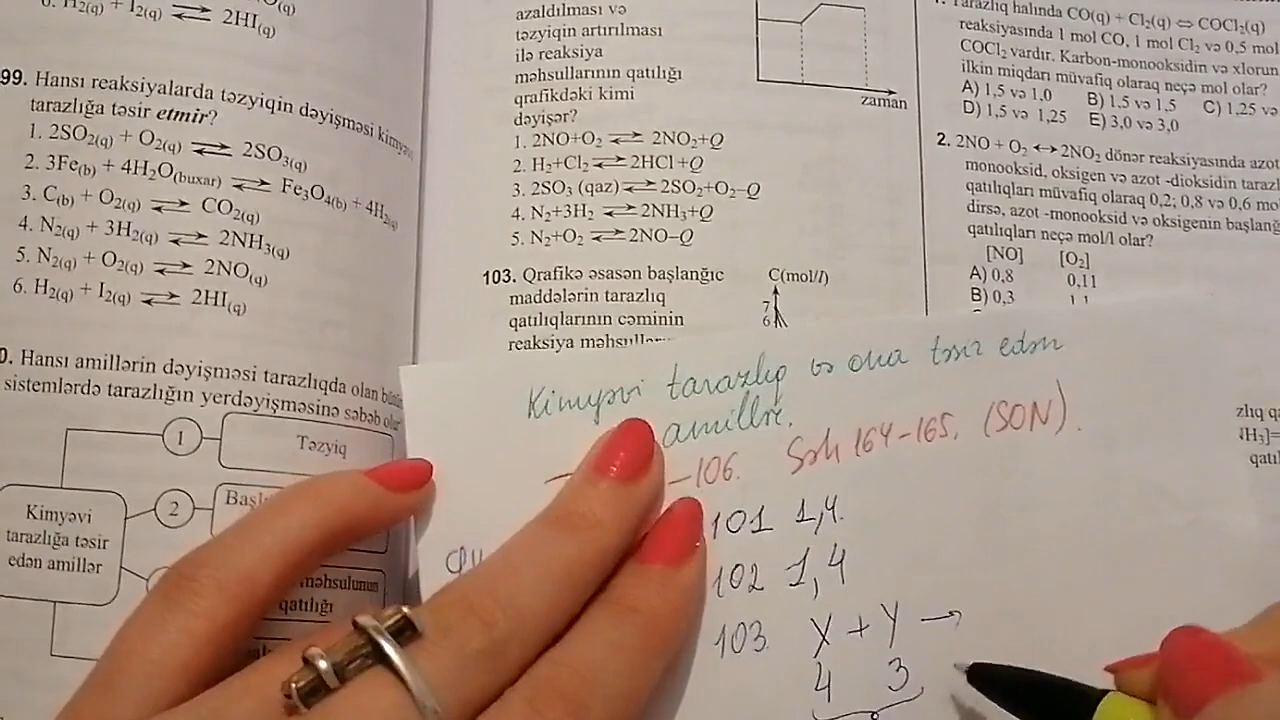 6. H2(q) + I2(q) ⇄ 2HI(q)
99. Hansı reaksiyalarda təzyiqin dəyişməsi
tarazlığa təsir etmir?
1. 2SO2(q) + O2(q) ⇄ 2SO3(q)
2. 3Fe(b) + 4H2O(buxar) ⇄ Fe3O4(b) + 4H2(q)
3. C(b) + O2(q) ⇄ CO2(q)
4. N2(q) + 3H2(q) ⇄ 2NH3(q)
5. N2(q) + O2(q) ⇄ 2NO(q)
6. H2(q) + I2(q) ⇄ 2HI(q)
0. Hansı amillərin dəyişməsi tarazlıqda olan
sistemlərdə tarazlığın yerdəyişməsinə səbəb
1
Təzyiq
2
Kimyəvi
tarazlığa təsir
edən amillər
məhsulunun
qatılığı
azaldılması və
təzyiqin artırılması
ilə reaksiya
məhsullarının qatılığı
qrafikdəki kimi
dəyişər?
zaman
1. 2NO+O2 ⇄ 2NO2+Q
2. H2+Cl2 ⇄ 2HCl+Q
3. 2SO3 (qaz) ⇄ 2SO2+O2–Q
4. N2+3H2 ⇄ 2NH3+Q
5. N2+O2 ⇄ 2NO–Q
103. Qrafikə əsasən başlanğıc
maddələrin tarazlıq
qatılıqlarının cəminin
reaksiya
C(mol/l)
7
6
Tarazlıq halında CO(q) + Cl2(q) ⇔ COCl2(q)
reaksiyasında 1 mol CO, 1 mol Cl2 və 0,5 mol
COCl2 vardır. Karbon-monooksidin və xlorun
ilkin miqdarı müvafiq olaraq neçə mol olar?
A) 1,5 və 1,0 B) 1,5 və 1,5 C) 1,25 və
D) 1,5 və 1,25 E) 3,0 və 3,0
2. 2NO + O2 ↔ 2NO2 dönər reaksiyasında azot
monooksid, oksigen və azot -dioksidin
qatılıqları müvafiq olaraq 0,2; 0,8 və 0,6
dirsə, azot -monooksid və oksigenin
qatılıqları neçə mol/l olar?
[NO] [O2]
A) 0,8 0,11
B) 0,3
Kimyəvi tarazlıq və ona təsir edən
amillər.
–106. Səh 164–165. (SON).
101 1,4.
102 1,4
103. X + Y →
4 3